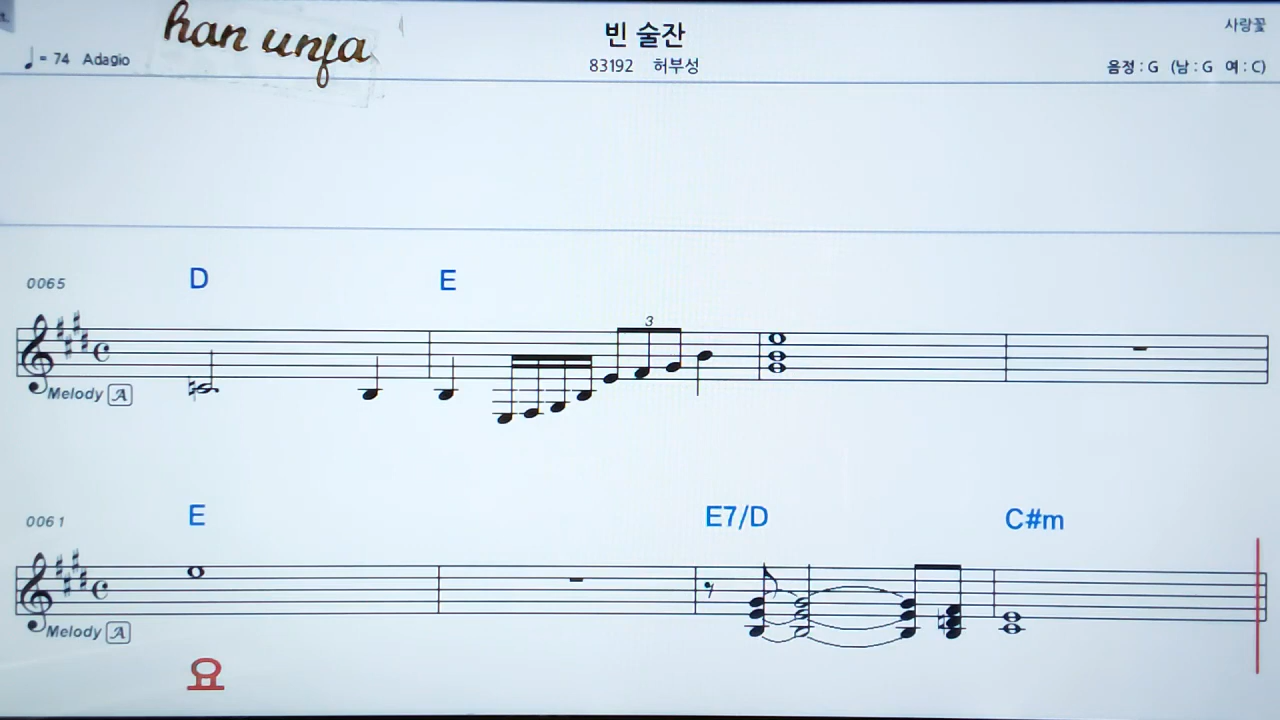 han unja
빈 술잔
사랑꽃
♩= 74 Adagio
83192 허부성
음정 : G (남 : G 여 : C)
0065
D E
3
Melody A
0061
E E7/D C#m
Melody A
요